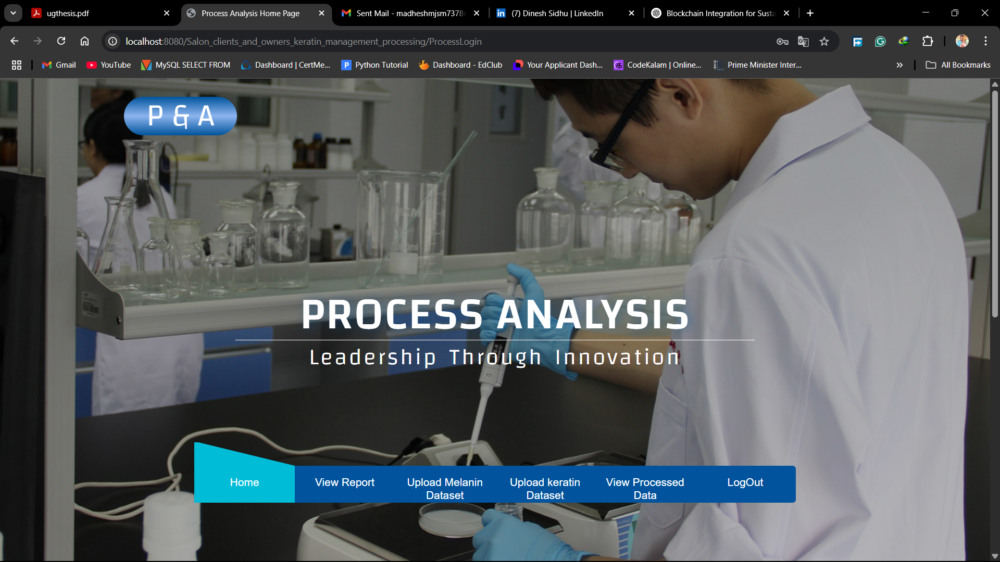 ugthesis.pdf
Process Analysis Home Page
Sent Mail - madheshmjsm7378
(7) Dinesh Sidhu | LinkedIn
Blockchain Integration for Susta
localhost:8080/Salon_clients_and_owners_keratin_management_processing/ProcessLogin
Gmail
YouTube
MySQL SELECT FROM
Dashboard | CertMe...
Python Tutorial
Dashboard - EdClub
Your Applicant Dash...
CodeKalam | Online...
Prime Minister Inter...
All Bookmarks
P & A
PROCESS ANALYSIS
Leadership Through Innovation
Home
View Report
Upload Melanin
Dataset
Upload keratin
Dataset
View Processed
Data
LogOut